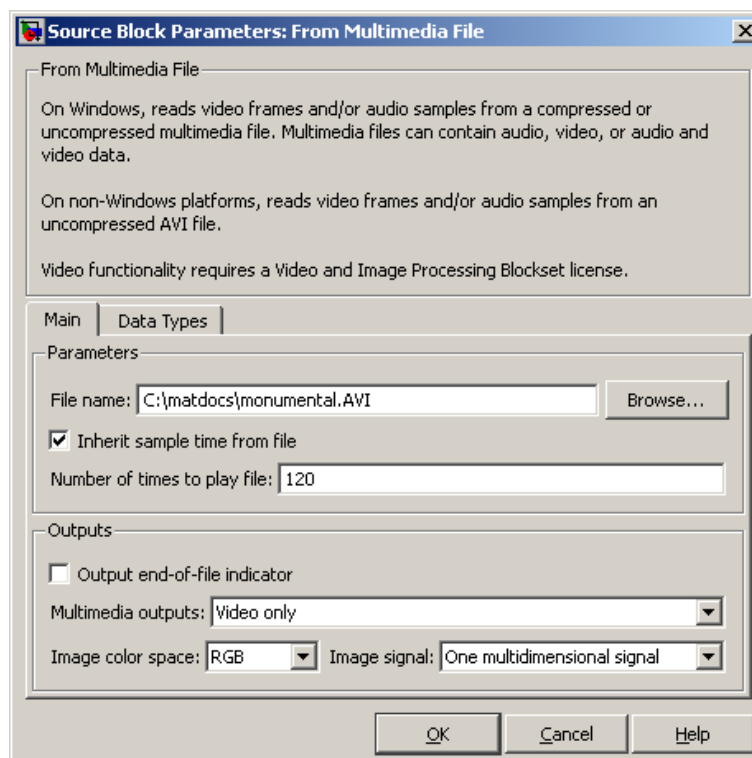 Source Block Parameters: From Multimedia File
From Multimedia File
On Windows, reads video frames and/or audio samples from a compressed or
uncompressed multimedia file. Multimedia files can contain audio, video, or audio and
video data.
On non-Windows platforms, reads video frames and/or audio samples from an
uncompressed AVI file.
Video functionality requires a Video and Image Processing Blockset license.
Main Data Types
Parameters
File name: C:\matdocs\monumental.AVI Browse...
Inherit sample time from file
Number of times to play file: 120
Outputs
Output end-of-file indicator
Multimedia outputs: Video only
Image color space: RGB Image signal: One multidimensional signal
OK Cancel Help